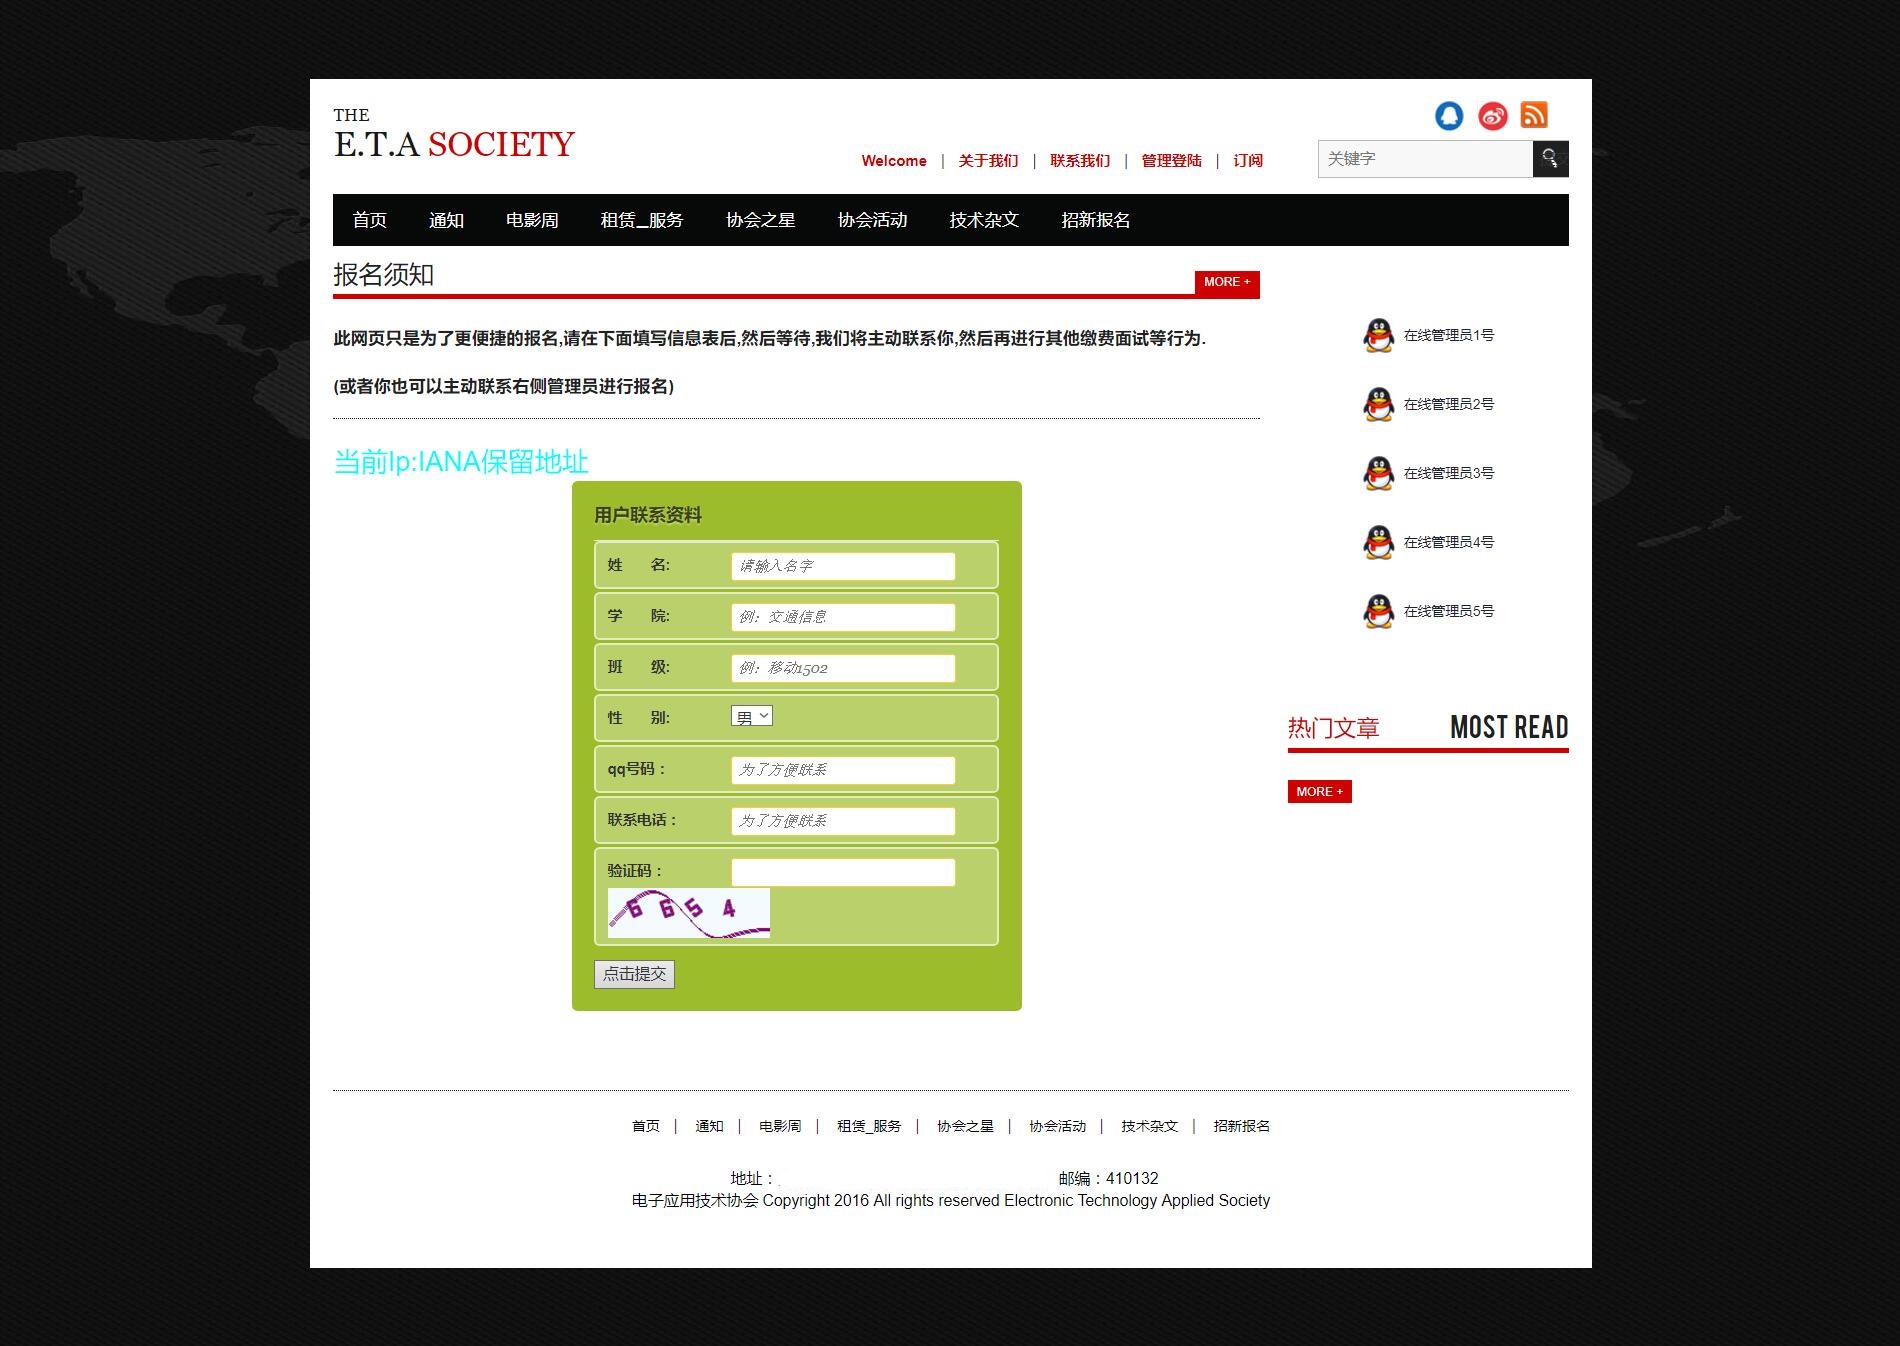 THE
E.T.A SOCIETY
Welcome | 关于我们 | 联系我们 | 管理登陆 | 订阅
关键字
首页 通知 电影周 租赁_服务 协会之星 协会活动 技术杂文 招新报名
报名须知
MORE +
此网页只是为了更便捷的报名,请在下面填写信息表后,然后等待,我们将主动联系你,然后再进行其他缴费面试等行为.
(或者你也可以主动联系右侧管理员进行报名)
当前Ip:IANA保留地址
用户联系资料
姓 名: 请输入名字
学 院: 例：交通信息
班 级: 例：移动1502
性 别: 男
qq号码： 为了方便联系
联系电话： 为了方便联系
验证码：
6 6 5 4
点击提交
在线管理员1号
在线管理员2号
在线管理员3号
在线管理员4号
在线管理员5号
热门文章 MOST READ
MORE +
首页 | 通知 | 电影周 | 租赁_服务 | 协会之星 | 协会活动 | 技术杂文 | 招新报名
地址： 邮编：410132
电子应用技术协会 Copyright 2016 All rights reserved Electronic Technology Applied Society